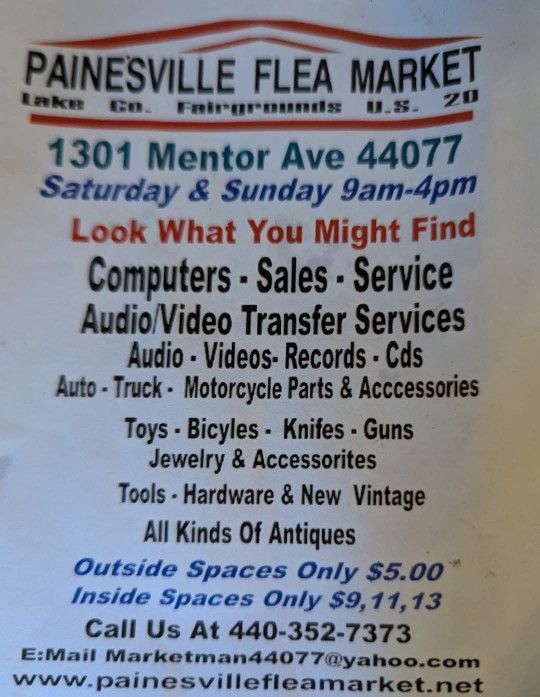 PAINESVILLE FLEA MARKET
Lake Co. Fairgrounds U.S. 20
1301 Mentor Ave 44077
Saturday & Sunday 9am-4pm
Look What You Might Find
Computers - Sales - Service
Audio/Video Transfer Services
Audio - Videos- Records - Cds
Auto - Truck - Motorcycle Parts & Acccessories
Toys - Bicyles - Knifes - Guns
Jewelry & Accessorites
Tools - Hardware & New Vintage
All Kinds Of Antiques
Outside Spaces Only $5.00
Inside Spaces Only $9,11,13
Call Us At 440-352-7373
E:Mail Marketman44077@yahoo.com
www.painesvillefleamarket.net